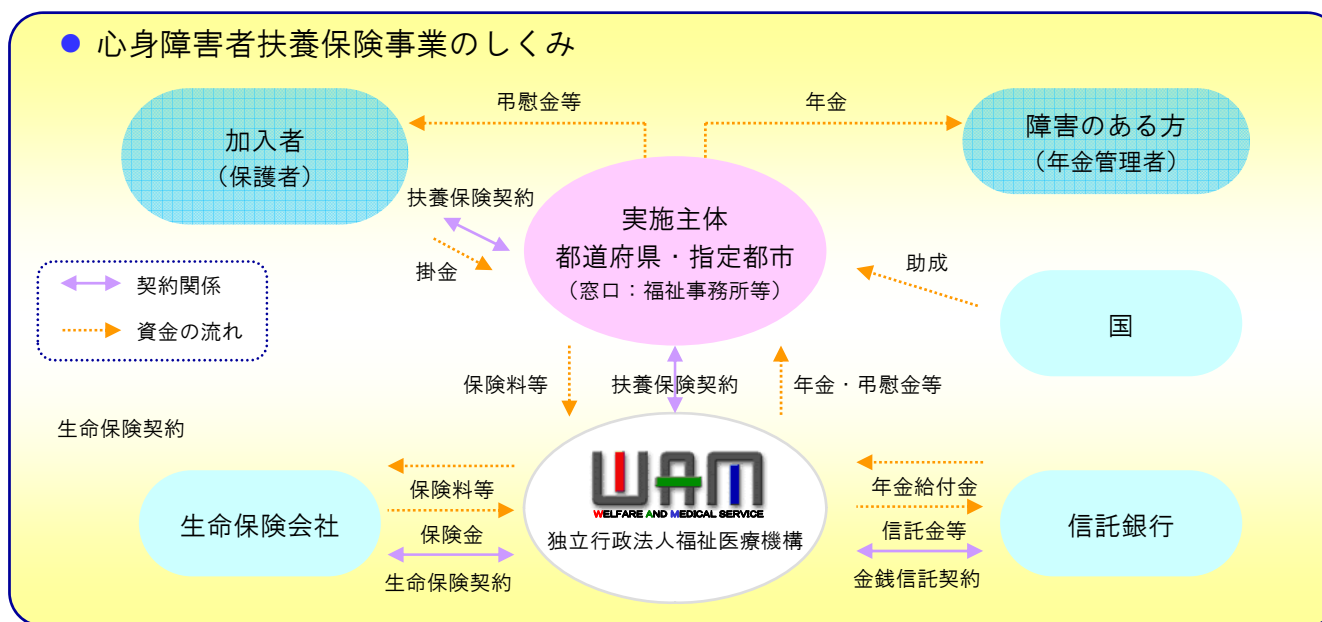 ● 心身障害者扶養保険事業のしくみ
弔慰金等
年金
加入者
（保護者）
障害のある方
（年金管理者）
扶養保険契約
掛金
実施主体
都道府県・指定都市
（窓口：福祉事務所等）
助成
国
契約関係
資金の流れ
保険料等
扶養保険契約
年金・弔慰金等
生命保険契約
生命保険会社
保険料等
保険金
生命保険契約
WAM
WELFARE AND MEDICAL SERVICE
独立行政法人福祉医療機構
年金給付金
信託金等
金銭信託契約
信託銀行